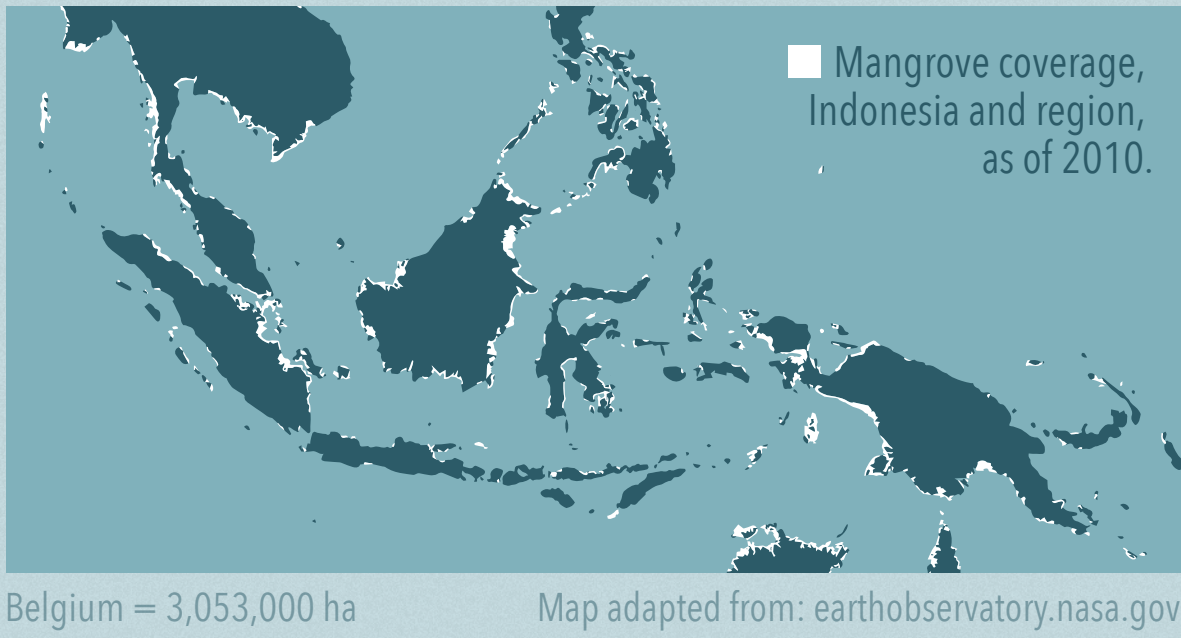 Mangrove coverage,
Indonesia and region,
as of 2010.
Belgium = 3,053,000 ha
Map adapted from: earthobservatory.nasa.gov